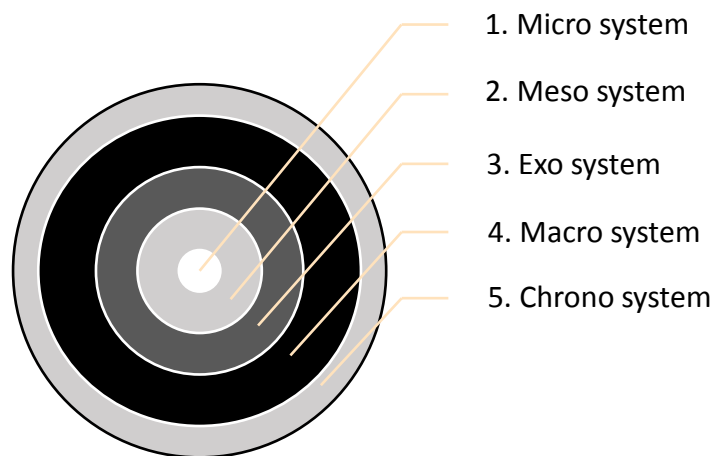 1. Micro system
2. Meso system
3. Exo system
4. Macro system
5. Chrono system